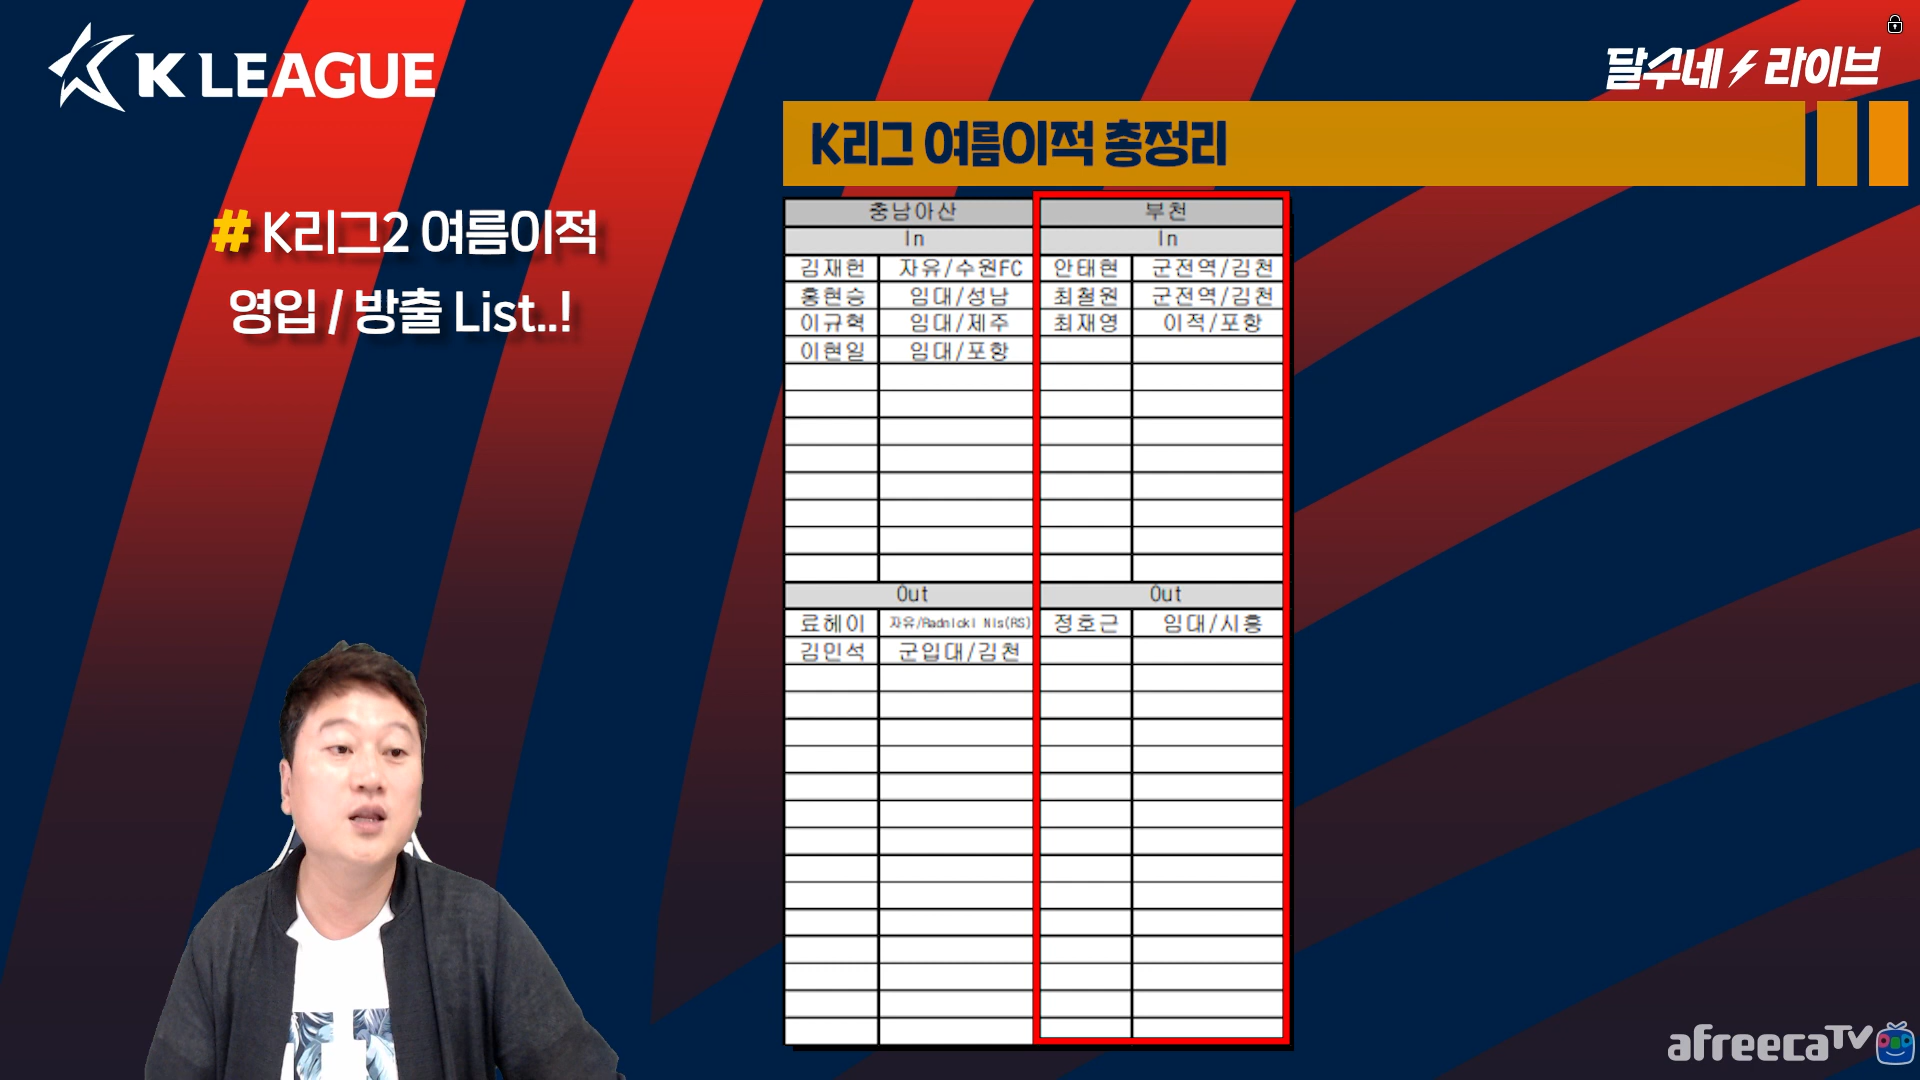 K LEAGUE
달수네 라이브
K리그 여름이적 총정리
# K리그2 여름이적
영입 / 방출 List..!
충남아산 부천
In In
김재헌 자유/수원FC 안태현 군전역/김천
홍현승 임대/성남 최철원 군전역/김천
이규혁 임대/제주 최재영 이적/포항
이현일 임대/포항
Out Out
료헤이 자유/Radnicki Nis(RS) 정호근 임대/시흥
김민석 군입대/김천
afreecaTV